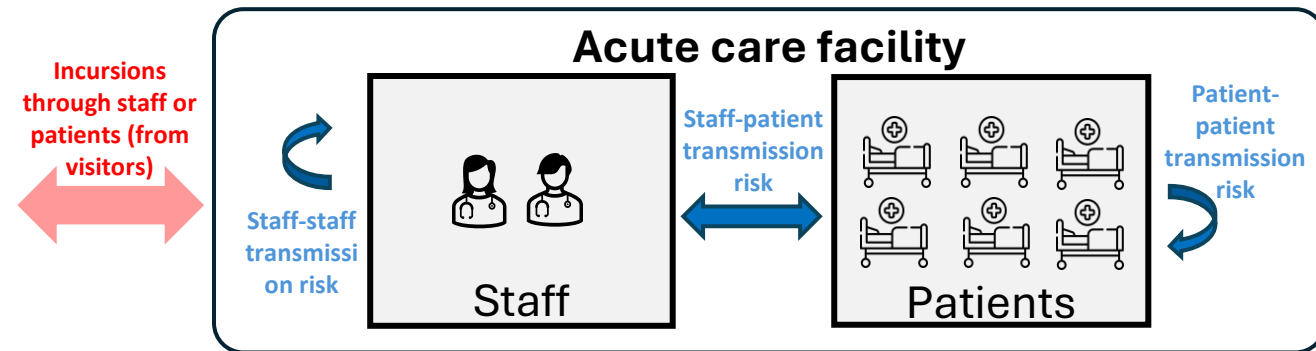 Acute care facility
Incursions
through staff or
patients (from
visitors)
Staff-staff
transmissi
on risk
Staff
Staff-patient
transmission
risk
Patients
Patient-
patient
transmission
risk